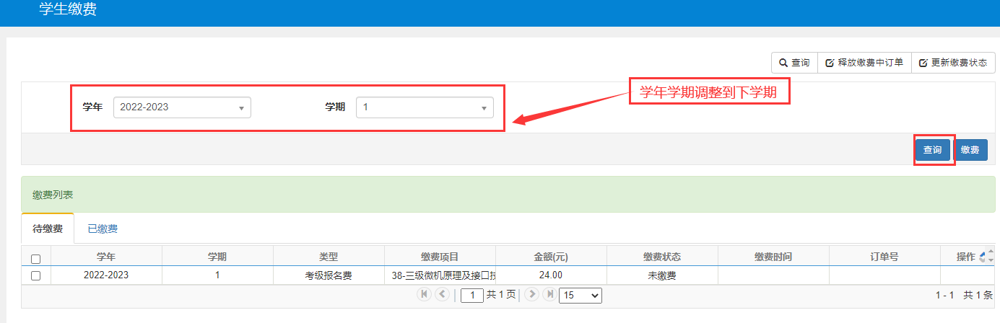 学生缴费
查询 释放缴费中订单 更新缴费状态
学年学期调整到下学期
学年 2022-2023 学期 1
查询 缴费
缴费列表
待缴费 已缴费
学年 学期 类型 缴费项目 金额(元) 缴费状态 缴费时间 订单号 操作
2022-2023 1 考级报名费 38-三级微机原理及接口技 24.00 未缴费
1 共 1 页 15 1 - 1 共 1 条